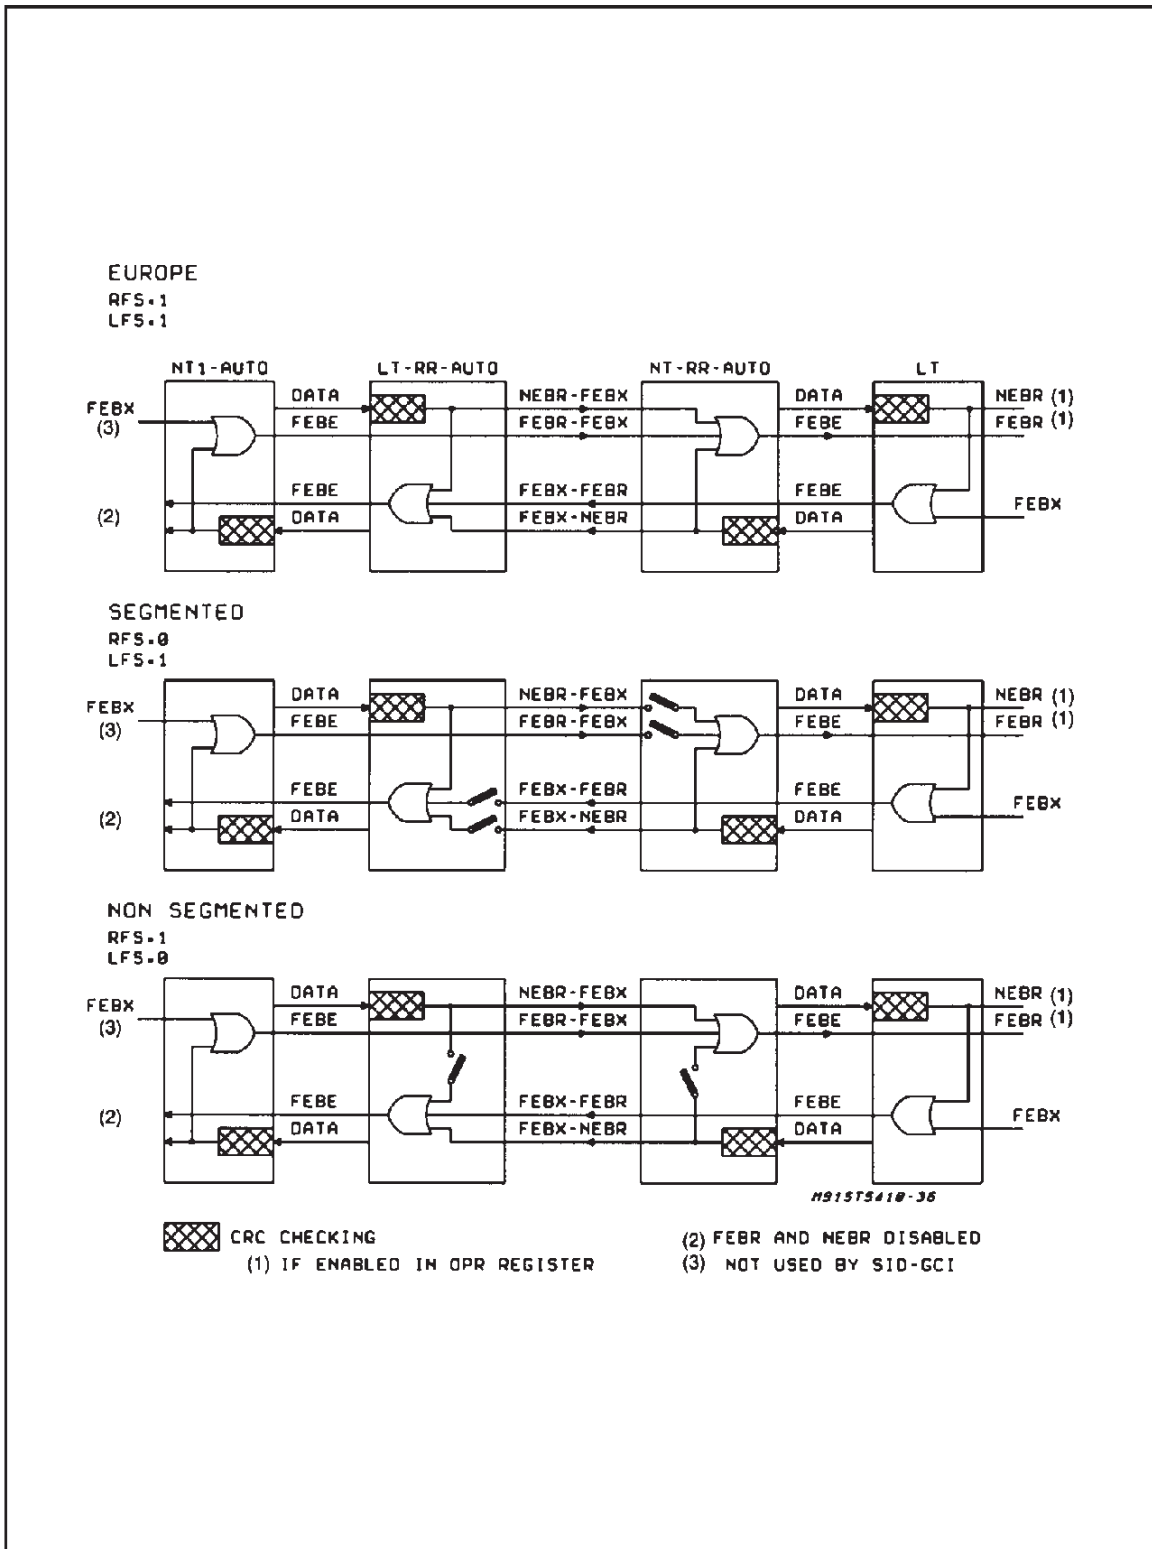 EUROPE
RFS.1
LFS.1
NT1-AUTO LT-RR-AUTO NT-RR-AUTO LT
FEBX DATA NEBR-FEBX DATA NEBR (1)
(3) FEBE FEBR-FEBX FEBE FEBR (1)
FEBE FEBX-FEBR FEBE FEBX
(2) DATA FEBX-NEBR DATA
SEGMENTED
RFS.0
LFS.1
FEBX DATA NEBR-FEBX DATA NEBR (1)
(3) FEBE FEBR-FEBX FEBE FEBR (1)
FEBE FEBX-FEBR FEBE FEBX
(2) DATA FEBX-NEBR DATA
NON SEGMENTED
RFS.1
LFS.0
FEBX DATA NEBR-FEBX DATA NEBR (1)
(3) FEBE FEBR-FEBX FEBE FEBR (1)
(2) FEBE FEBX-FEBR FEBE FEBX
DATA FEBX-NEBR DATA
M91ST5410-36
CRC CHECKING (2) FEBR AND NEBR DISABLED
(1) IF ENABLED IN OPR REGISTER (3) NOT USED BY SID-GCI